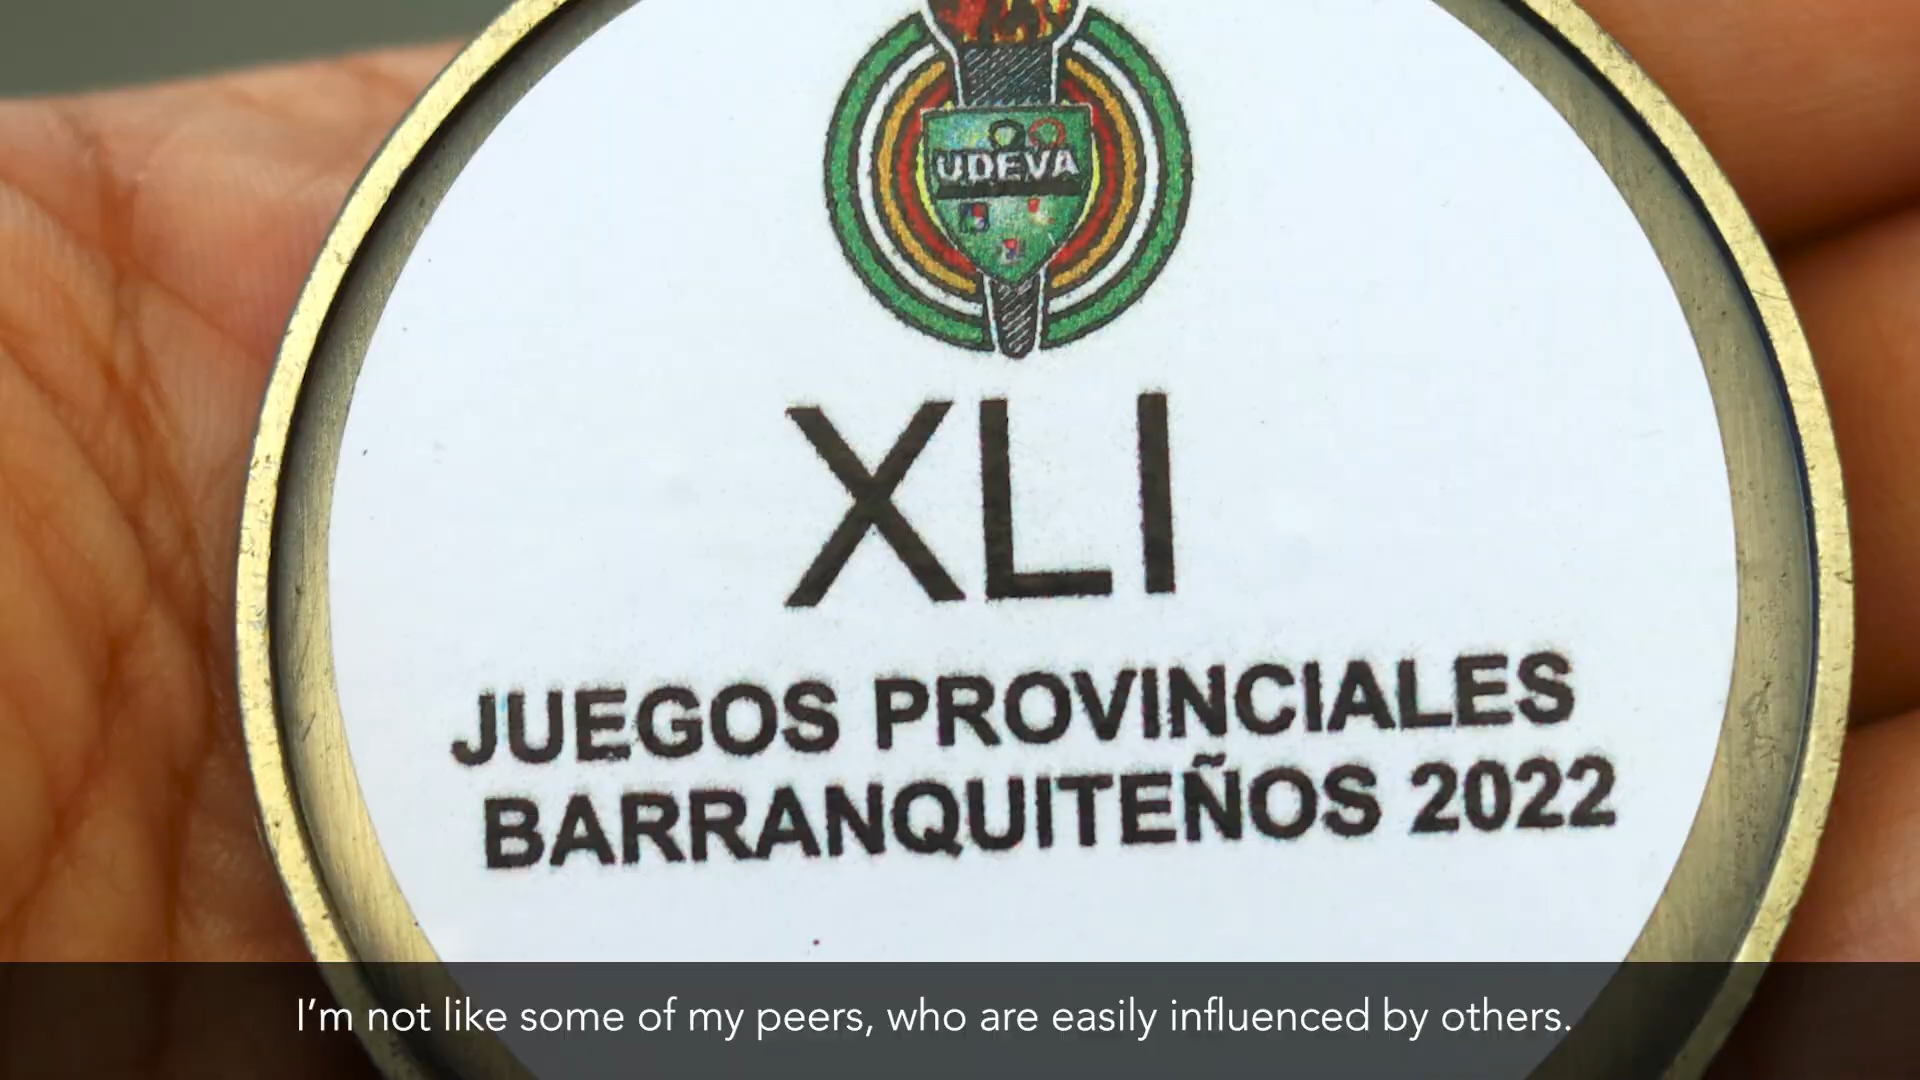 UDEVA
XLI
JUEGOS PROVINCIALES
BARRANQUITEÑOS 2022
I’m not like some of my peers, who are easily influenced by others.